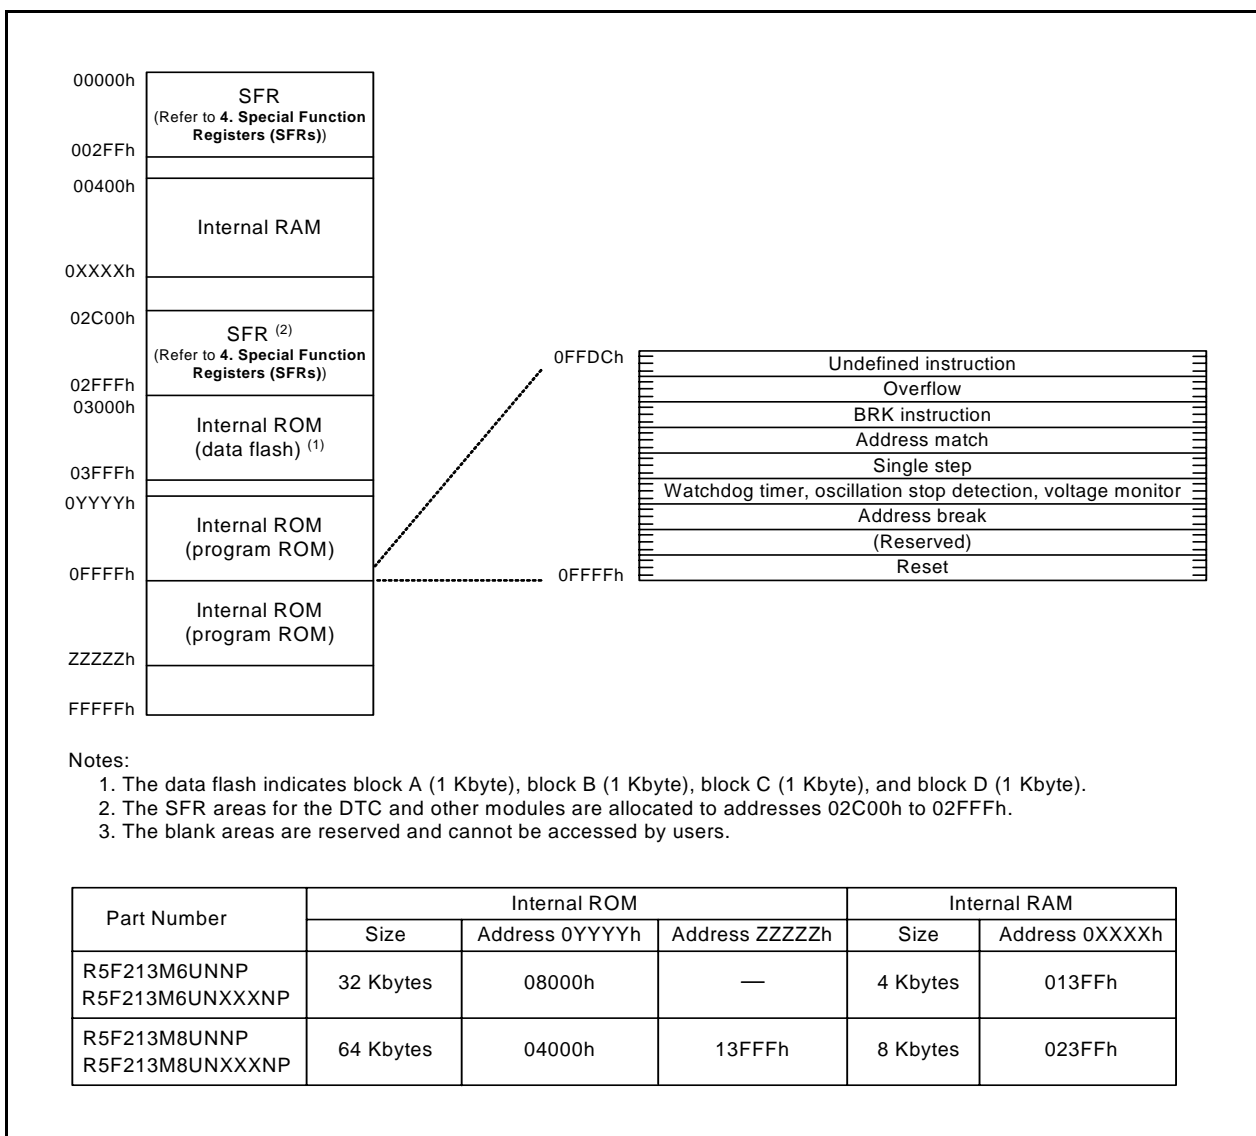 00000h
SFR
(Refer to 4. Special Function
Registers (SFRs))
002FFh
00400h
Internal RAM
0XXXXh
02C00h
SFR (2)
(Refer to 4. Special Function
Registers (SFRs))
02FFFh
03000h
Internal ROM
(data flash) (1)
03FFFh
0YYYYh
Internal ROM
(program ROM)
0FFFFh
Internal ROM
(program ROM)
ZZZZZh
FFFFFh
0FFDCh
Undefined instruction
Overflow
BRK instruction
Address match
Single step
Watchdog timer, oscillation stop detection, voltage monitor
Address break
(Reserved)
0FFFFh
Reset
Notes:
1. The data flash indicates block A (1 Kbyte), block B (1 Kbyte), block C (1 Kbyte), and block D (1 Kbyte).
2. The SFR areas for the DTC and other modules are allocated to addresses 02C00h to 02FFFh.
3. The blank areas are reserved and cannot be accessed by users.
Part Number Internal ROM Internal RAM
Size Address 0YYYYh Address ZZZZZh Size Address 0XXXXh
R5F213M6UNNP
R5F213M6UNXXXNP
32 Kbytes 08000h — 4 Kbytes 013FFh
R5F213M8UNNP
R5F213M8UNXXXNP
64 Kbytes 04000h 13FFFh 8 Kbytes 023FFh